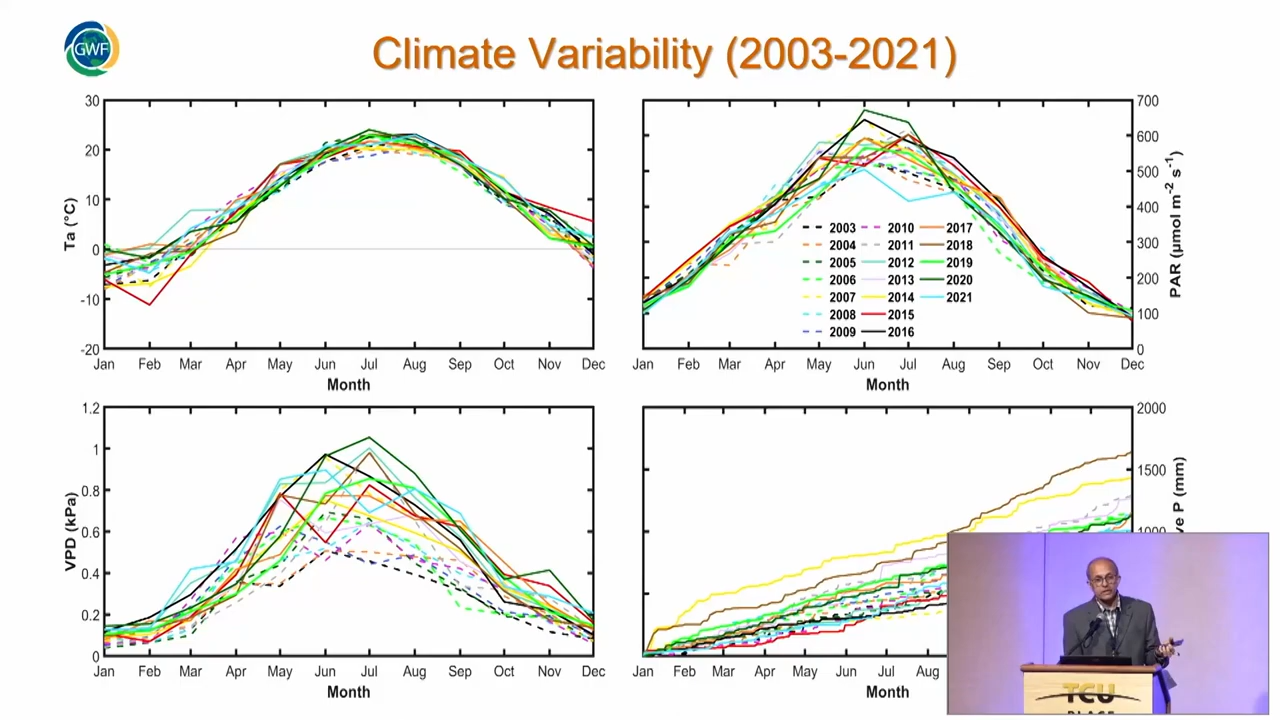 GWF
Climate Variability (2003-2021)
30
20
10
0
-10
-20
Ta (°C)
Jan Feb Mar Apr May Jun Jul Aug Sep Oct Nov Dec
Month
700
600
500
400
300
200
100
0
PAR (µmol m-2 s-1)
2003 2010 2017
2004 2011 2018
2005 2012 2019
2006 2013 2020
2007 2014 2021
2008 2015
2009 2016
Jan Feb Mar Apr May Jun Jul Aug Sep Oct Nov Dec
Month
1.2
1
0.8
0.6
0.4
0.2
0
VPD (kPa)
Jan Feb Mar Apr May Jun Jul Aug Sep Oct Nov Dec
Month
2000
1500
1000
P (mm)
Jan Feb Mar Apr May Jun Jul Aug
Month
TCU
PLACE